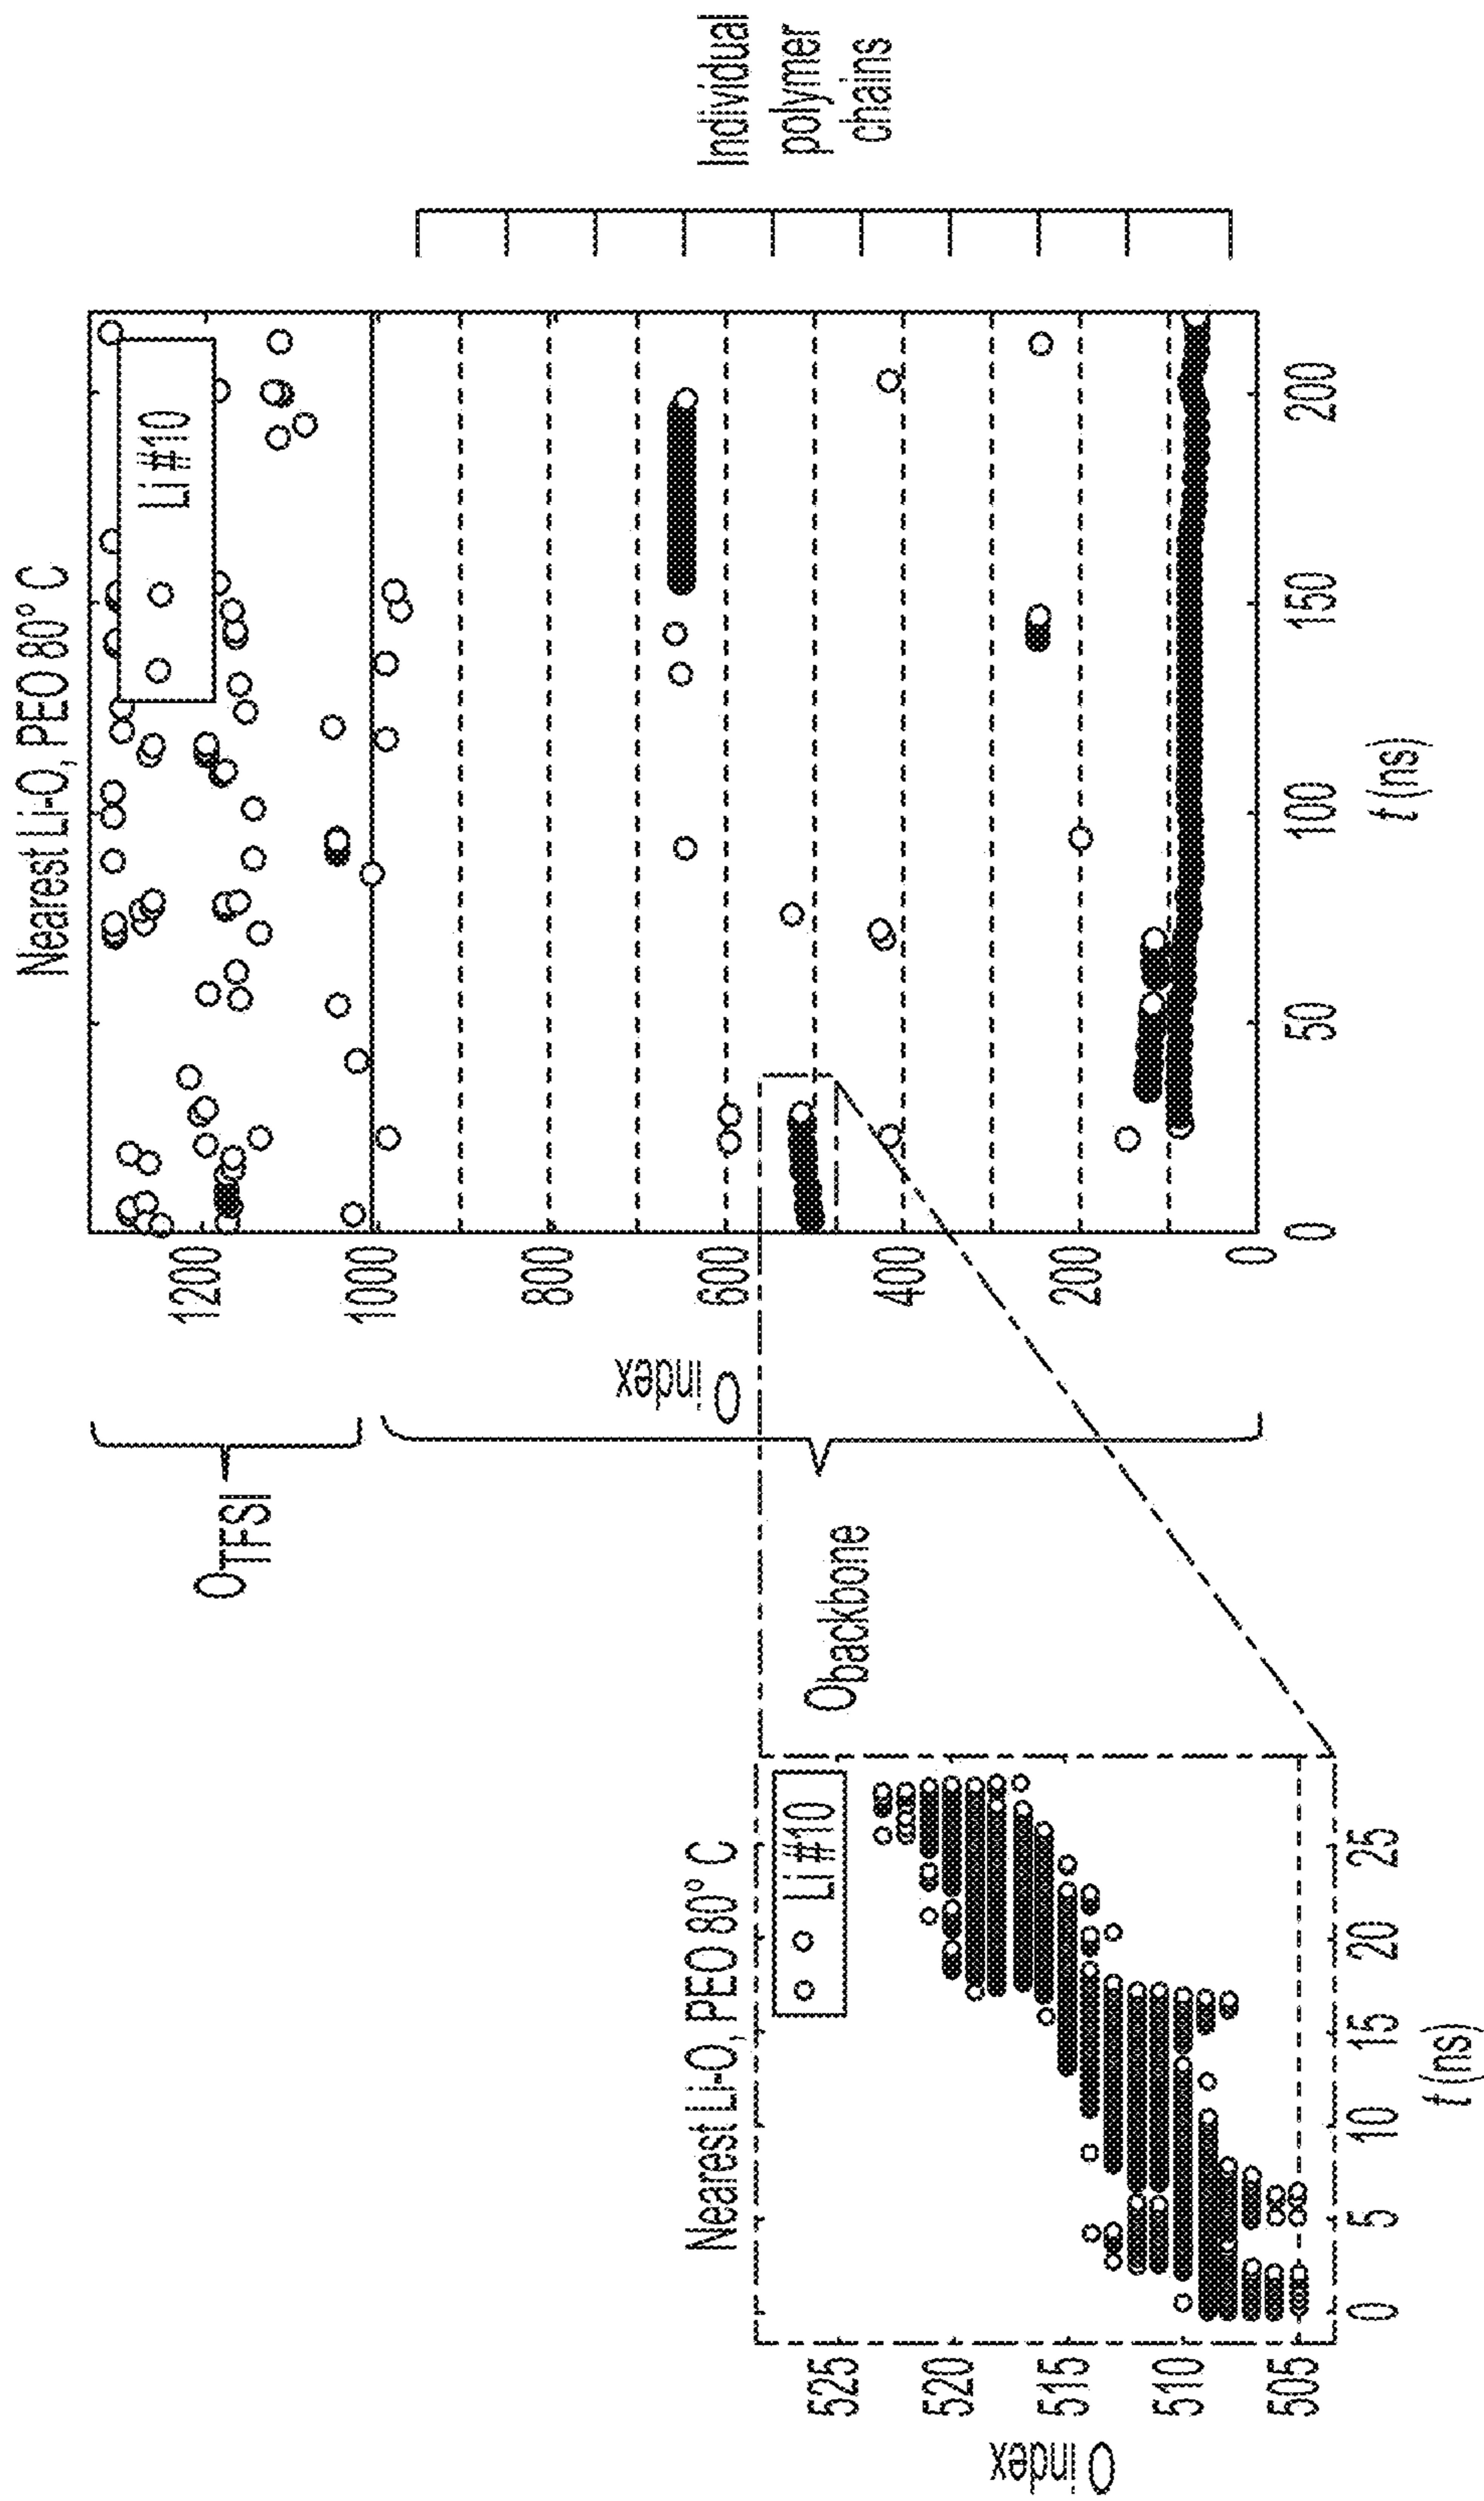 Nearest Li-O, PEO 80° C
Li #10
1200
1000
800
600
400
200
0
0
50
100
150
200
O index
t (ns)
Individual
polymer
chains
OTFSI
Obackbone
Nearest Li-O, PEO 80° C
Li #10
525
520
515
510
505
0
5
10
15
20
25
O index
t (ns)